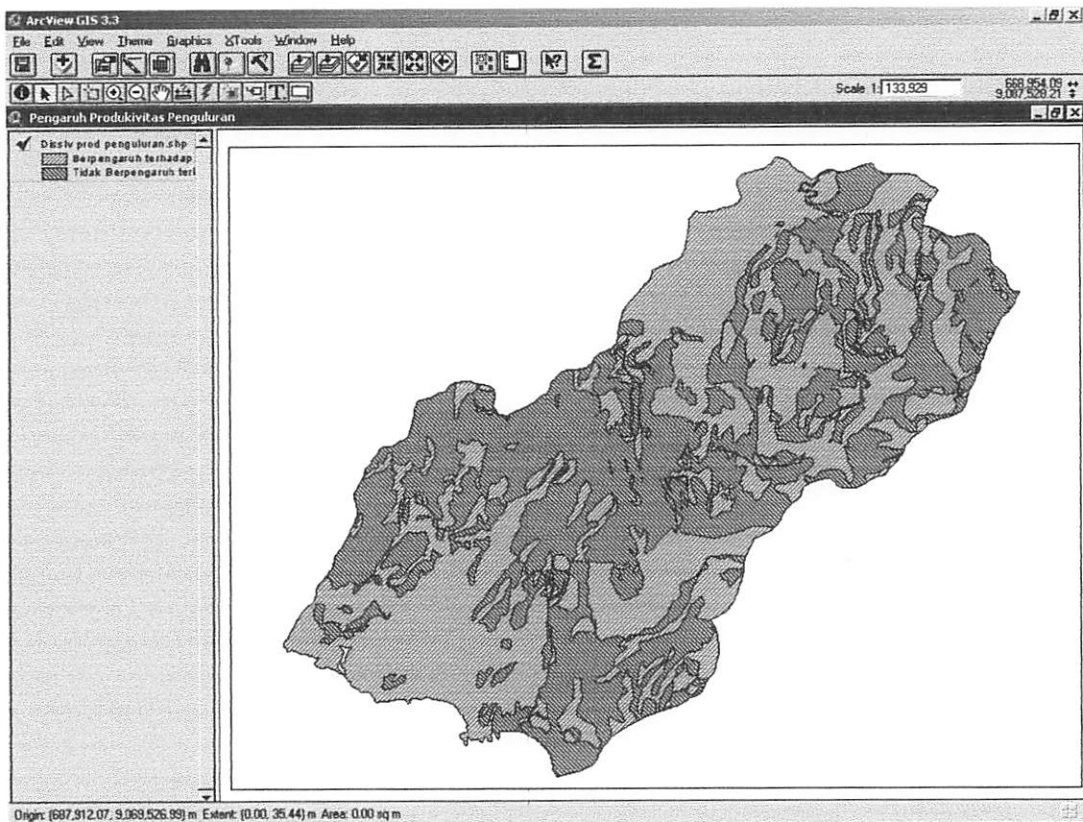 ArcView GIS 3.3
File Edit View Theme Graphics XTools Window Help
Scale 1: 133,929
668,954.09
9,087,528.21
Pengaruh Produkivitas Penguluran
Disslv prod penguluran.shp
Berpengaruh terhadap
Tidak Berpengaruh terl
Origin: (687,912.07, 9,069,526.99) m Extent: (0.00, 35.44) m Area: 0.00 sq m